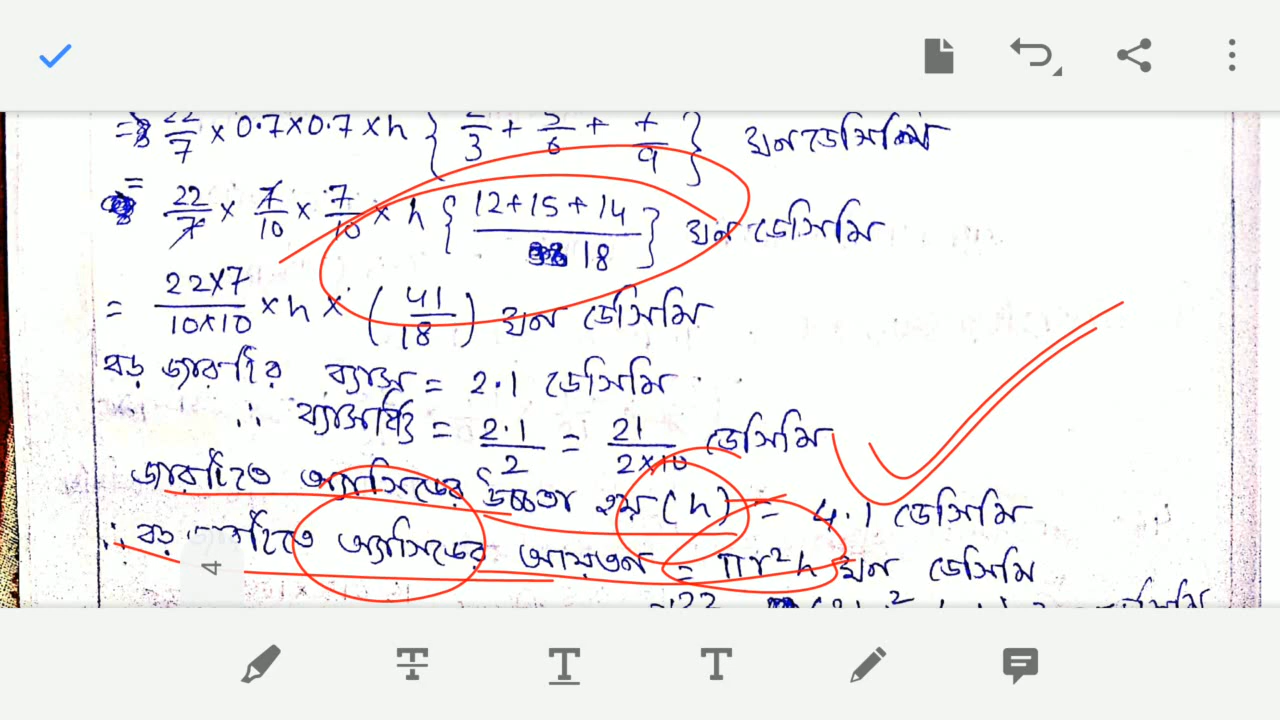 = 22/7 × 0.7×0.7 × h { 2/3 + 5/6 + 7/9 } ঘন ডেসিমি
= 22/7 × 7/10 × 7/10 × h { 12+15+14 / 18 } ঘন ডেসিমি
= 22×7 / 10×10 × h × ( 41/18 ) ঘন ডেসিমি
বড় জারটির ব্যাস = 2.1 ডেসিমি
∴ ব্যাসার্ধ = 2.1/2 = 21/2×10 ডেসিমি
জারটিতে অ্যাসিডের উচ্চতা হয় (h) = 4.1 ডেসিমি
∴ বড় জারটিতে অ্যাসিডের আয়তন = πr²h ঘন ডেসিমি
4
T T T